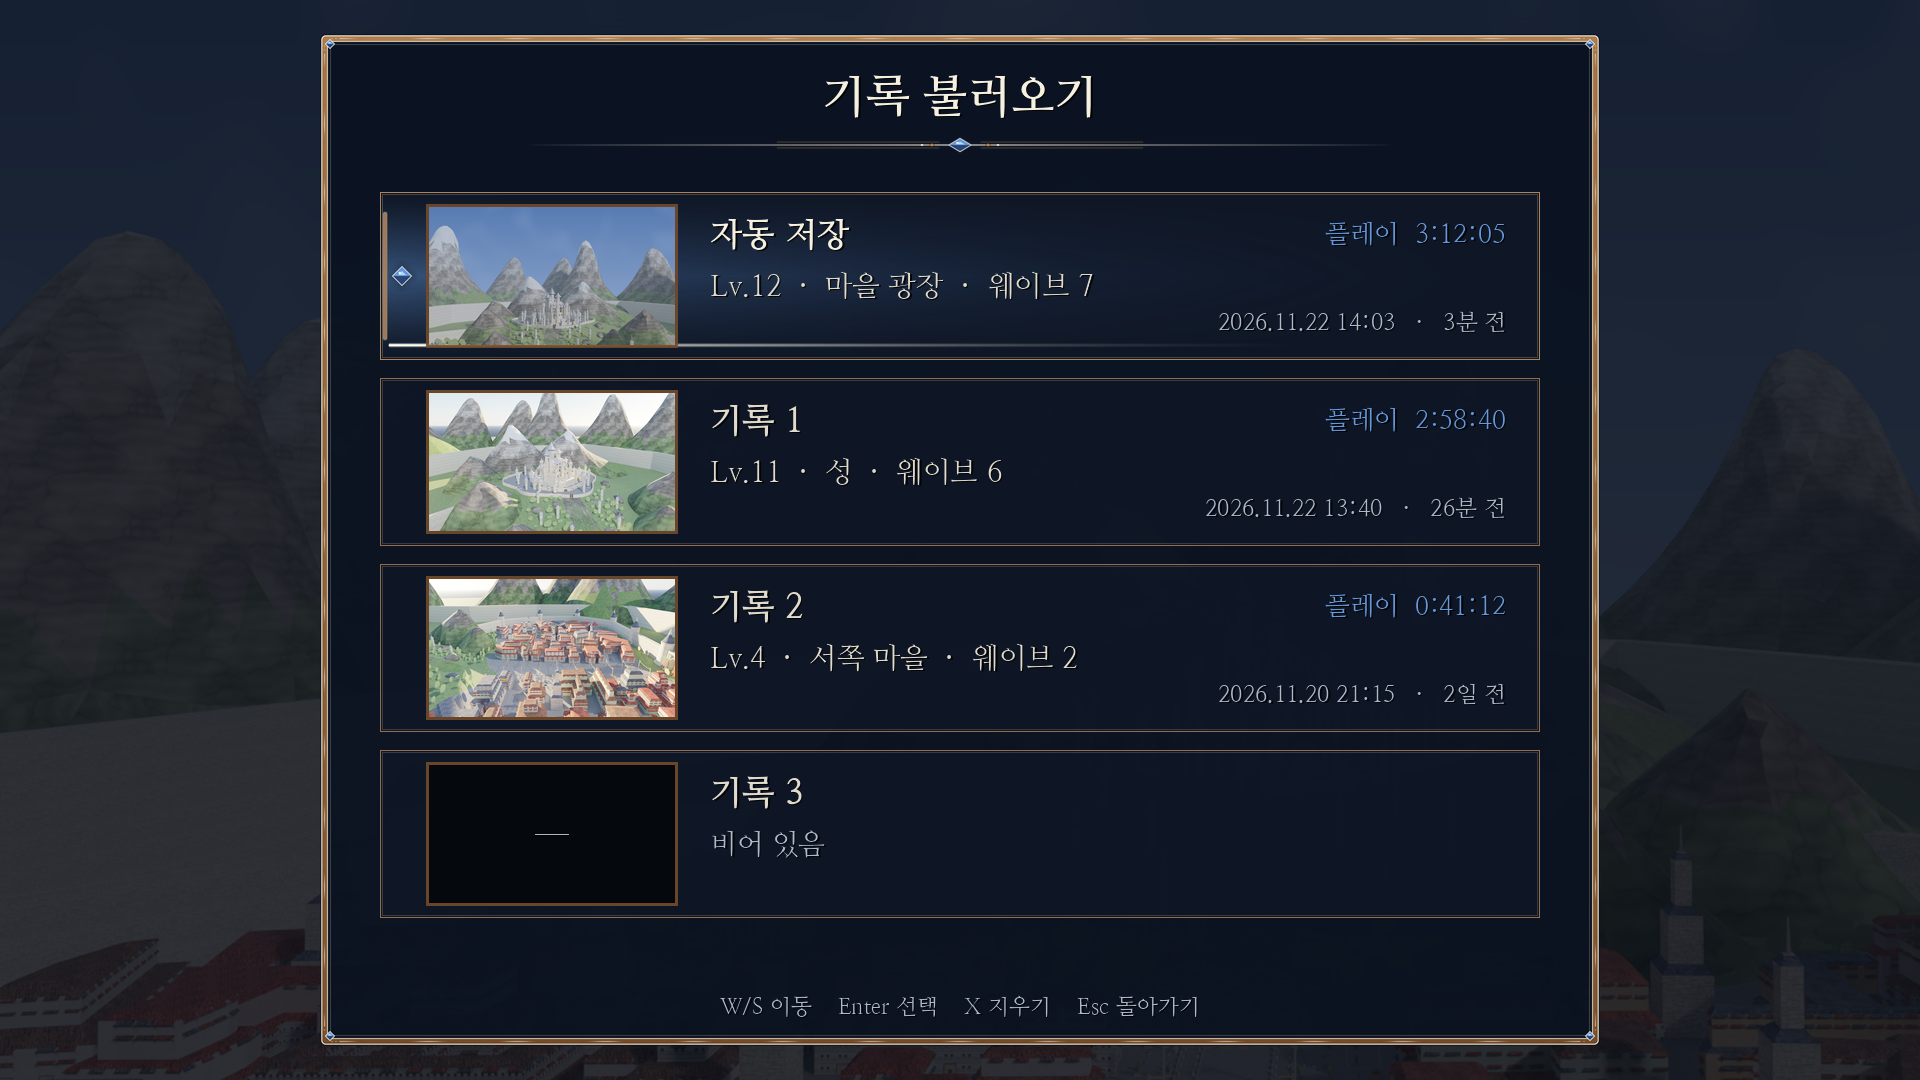 기록 불러오기
자동 저장
플레이 3:12:05
Lv.12 · 마을 광장 · 웨이브 7
2026.11.22 14:03 · 3분 전
기록 1
플레이 2:58:40
Lv.11 · 성 · 웨이브 6
2026.11.22 13:40 · 26분 전
기록 2
플레이 0:41:12
Lv.4 · 서쪽 마을 · 웨이브 2
2026.11.20 21:15 · 2일 전
기록 3
비어 있음
W/S 이동 Enter 선택 X 지우기 Esc 돌아가기